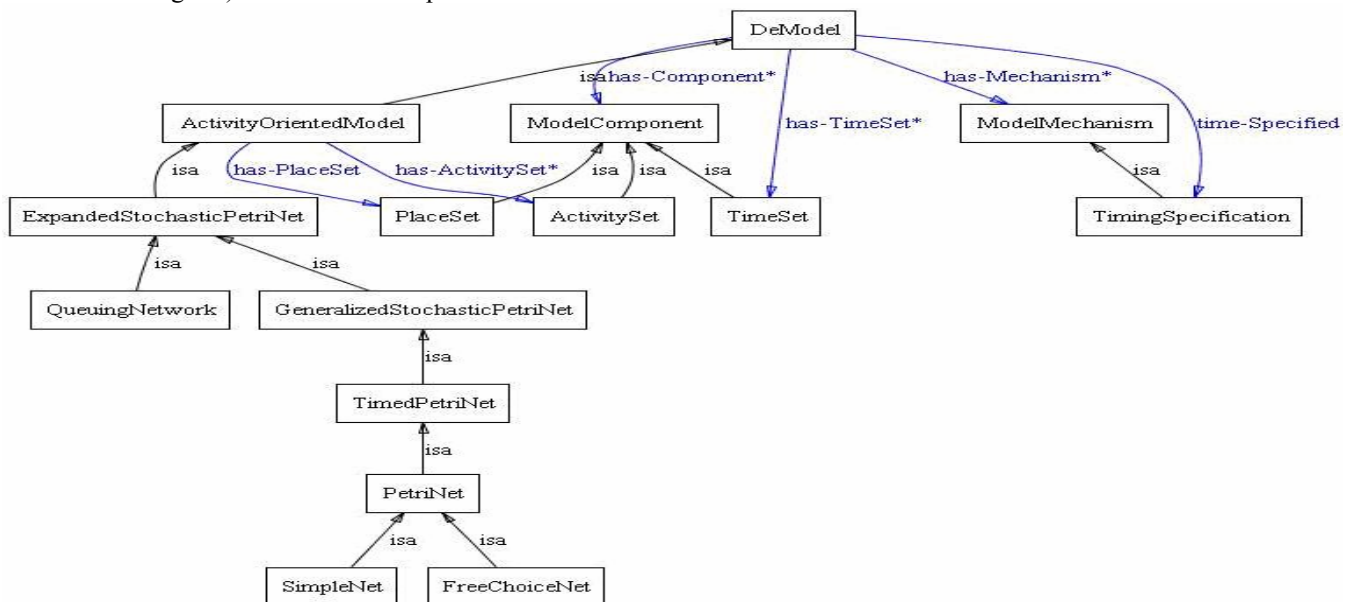 DeModel
isa has-Component* has-Mechanism*
ActivityOrientedModel ModelComponent has-TimeSet* ModelMechanism time-Specified
isa has-PlaceSet has-ActivitySet* isa isa isa isa
ExpandedStochasticPetriNet PlaceSet ActivitySet TimeSet TimingSpecification
isa isa
QueuingNetwork GeneralizedStochasticPetriNet
isa
TimedPetriNet
isa
PetriNet
isa isa
SimpleNet FreeChoiceNet